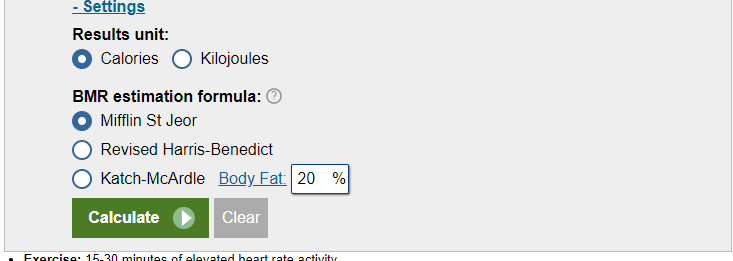 - Settings
Results unit:
Calories Kilojoules
BMR estimation formula: ?
Mifflin St Jeor
Revised Harris-Benedict
Katch-McArdle Body Fat: 20 %
Calculate Clear
Exercise: 15-30 minutes of elevated heart rate activity.